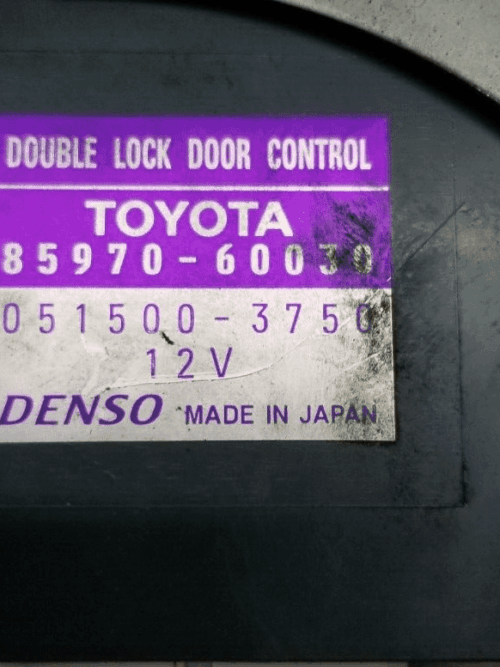 DOUBLE LOCK DOOR CONTROL
TOYOTA
85970-60030
051500-3750
12V
DENSO MADE IN JAPAN